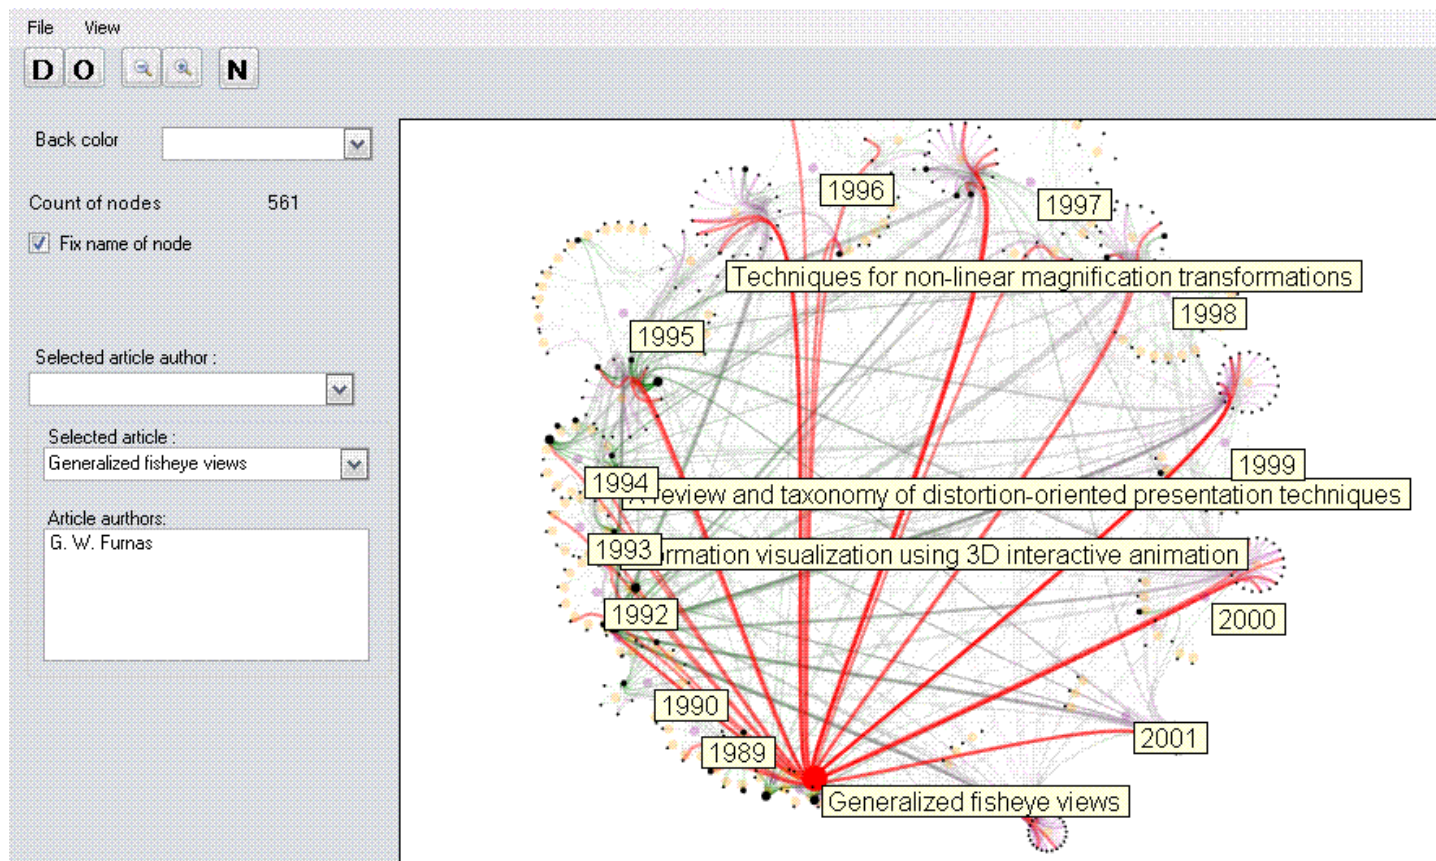 File View
D O N
Back color
Count of nodes 561
Fix name of node
Selected article author :
Selected article :
Generalized fisheye views
Article aurthors:
G. W. Furnas
1996
1997
Techniques for non-linear magnification transformations
1998
1995
1999
1994
review and taxonomy of distortion-oriented presentation techniques
1993
ormation visualization using 3D interactive animation
1992
2000
1990
2001
1989
Generalized fisheye views